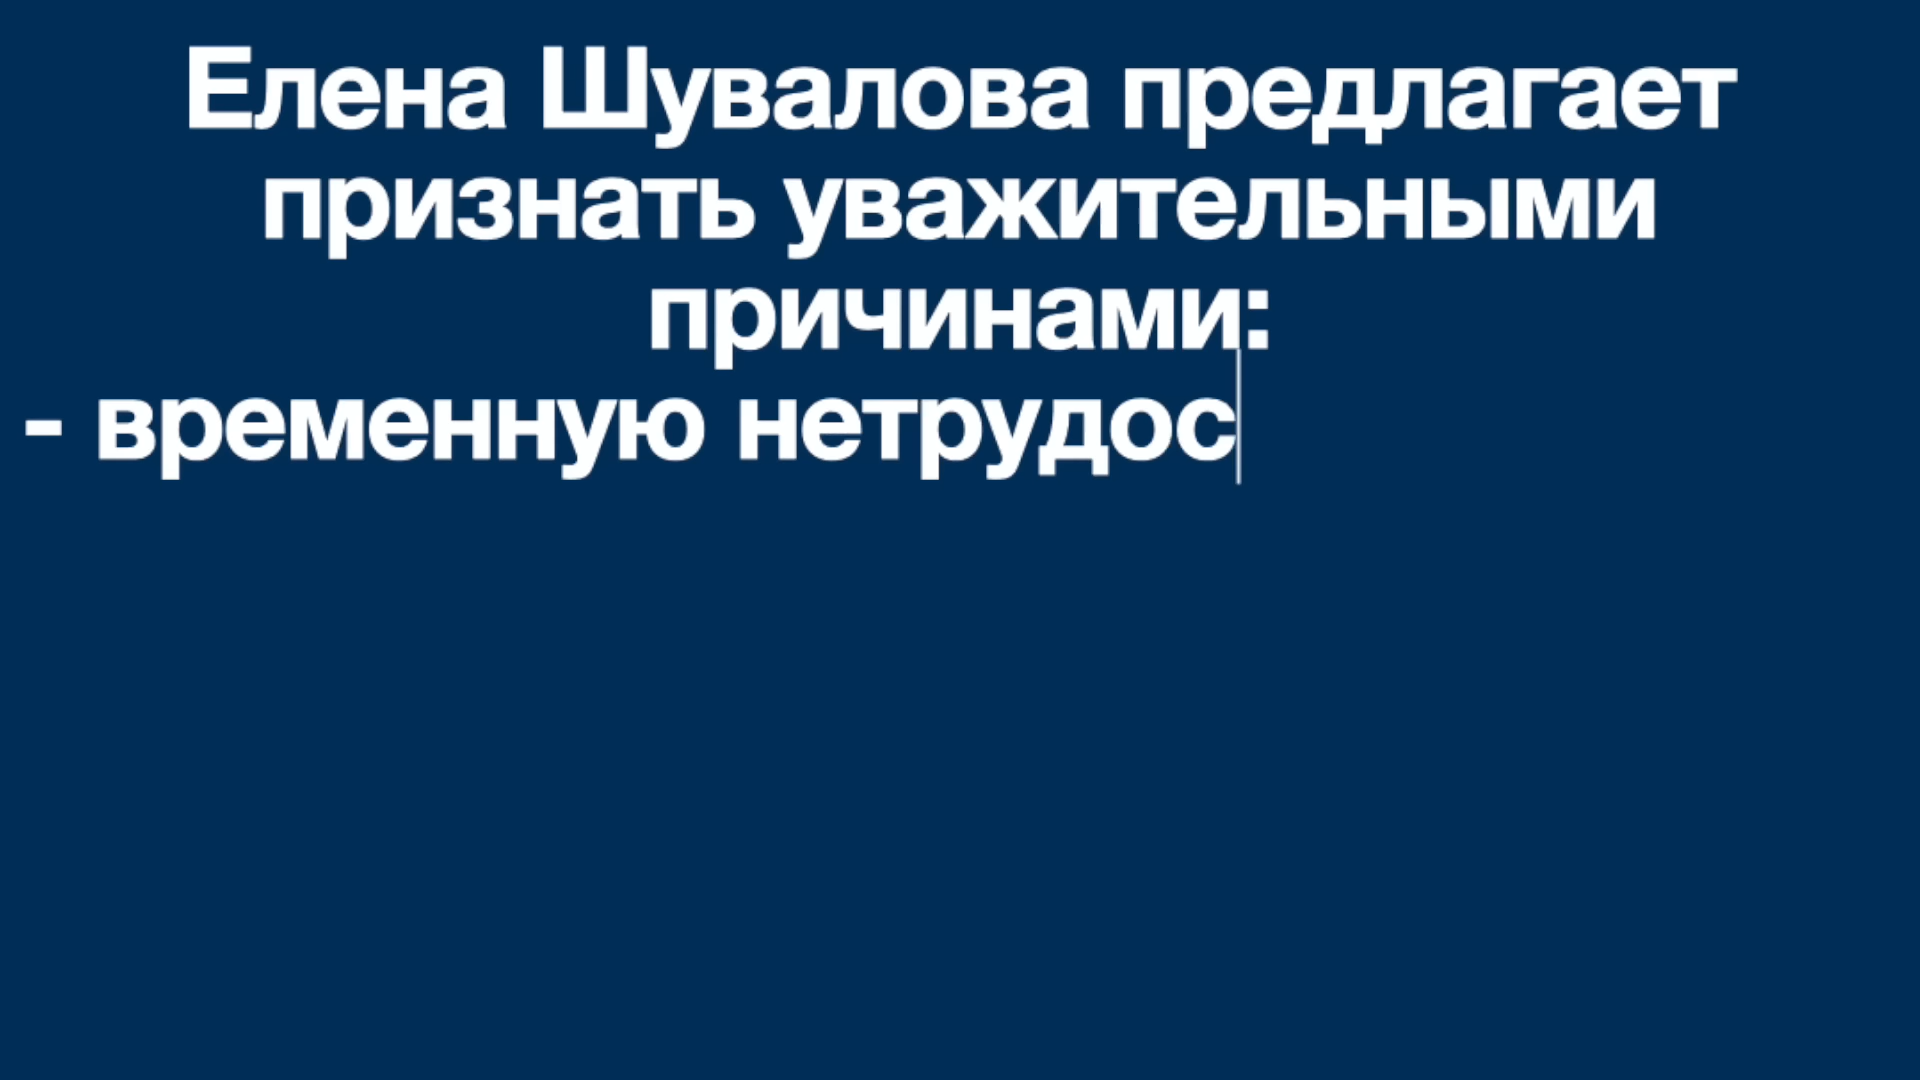 Елена Шувалова предлагает
признать уважительными
причинами:
- временную нетрудос